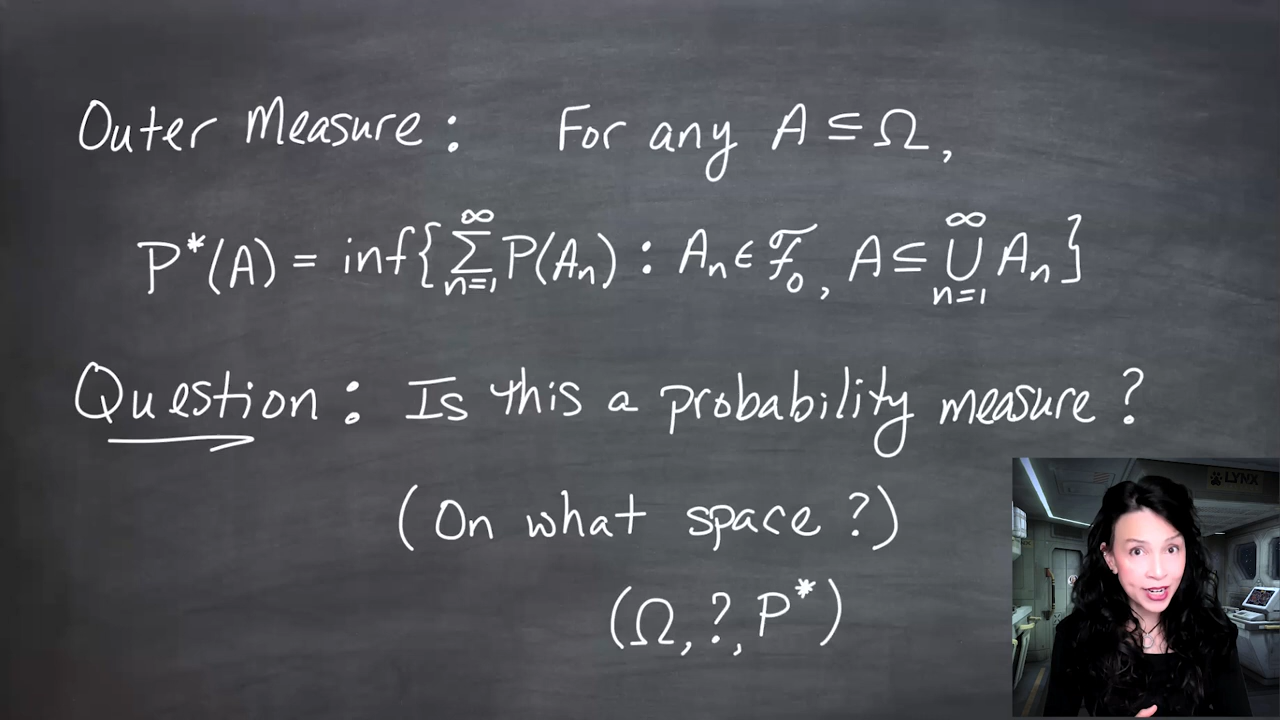 Outer Measure: For any A ⊆ Ω,
P*(A) = inf{ ∑_{n=1}^{∞} P(A_n) : A_n ∈ ℱ_0, A ⊆ ⋃_{n=1}^{∞} A_n }
Question: Is this a probability measure?
LYNX
(On what space?)
(Ω, ?, P*)